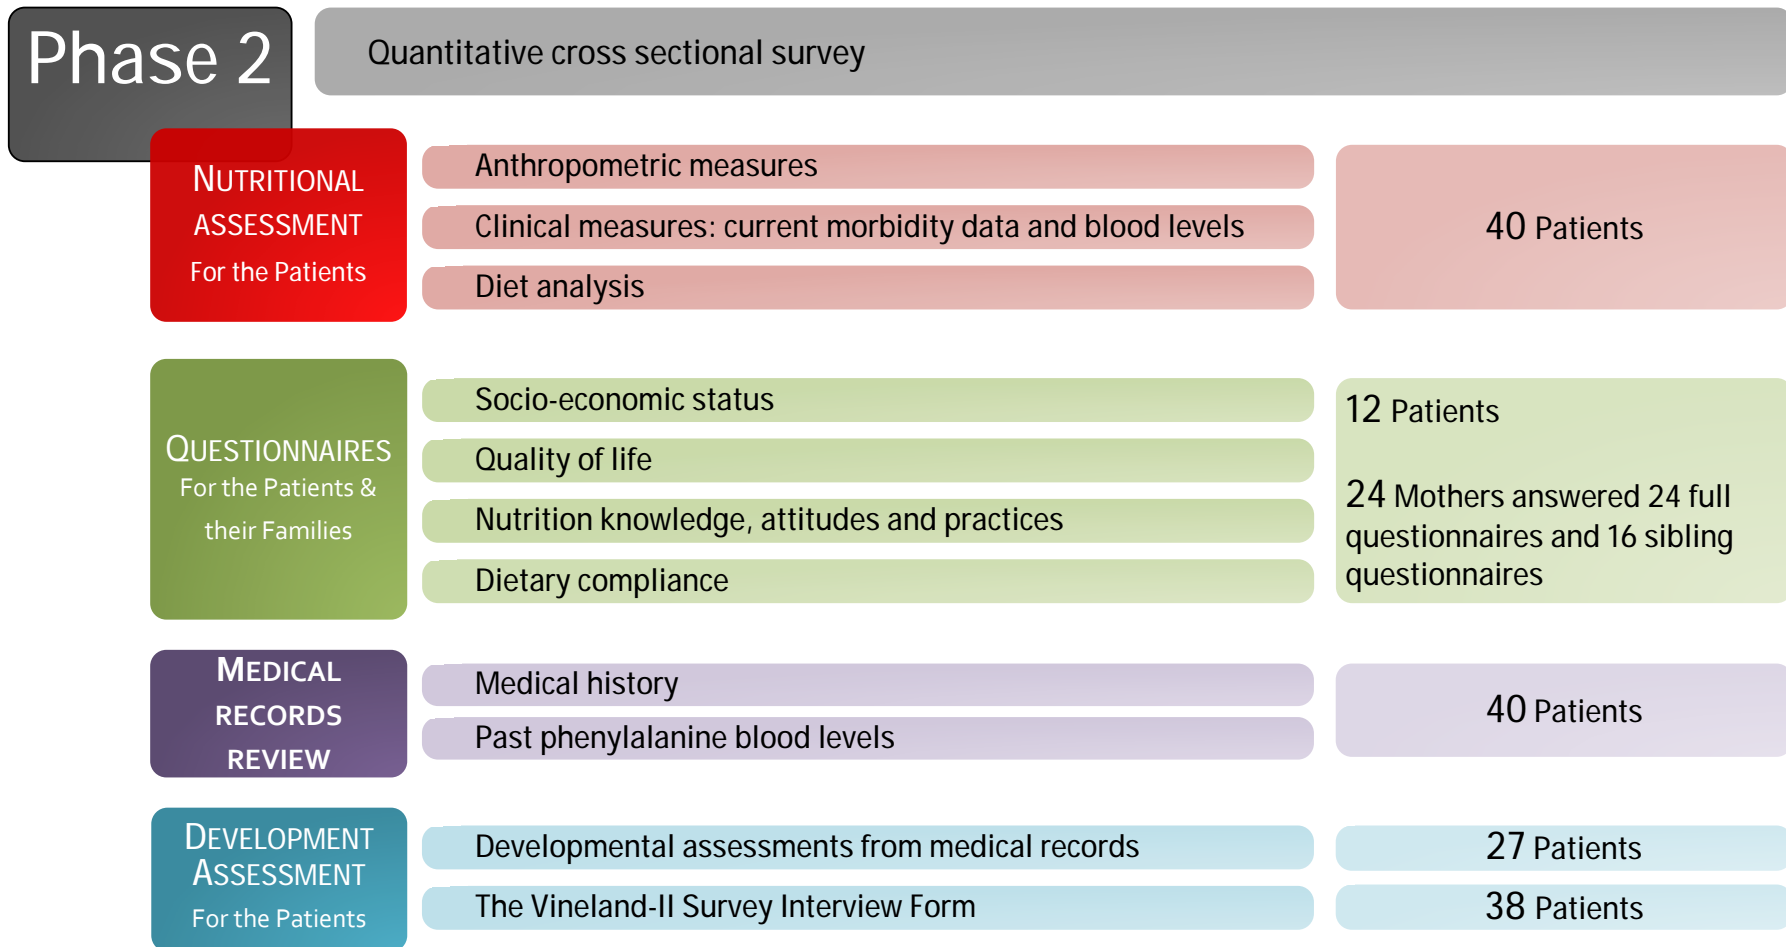 Phase 2
Quantitative cross sectional survey
NUTRITIONAL
ASSESSMENT
For the Patients
Anthropometric measures
Clinical measures: current morbidity data and blood levels
Diet analysis
40 Patients
QUESTIONNAIRES
For the Patients &
their Families
Socio-economic status
Quality of life
Nutrition knowledge, attitudes and practices
Dietary compliance
12 Patients
24 Mothers answered 24 full
questionnaires and 16 sibling
questionnaires
MEDICAL
RECORDS
REVIEW
Medical history
Past phenylalanine blood levels
40 Patients
DEVELOPMENT
ASSESSMENT
For the Patients
Developmental assessments from medical records
27 Patients
The Vineland-II Survey Interview Form
38 Patients